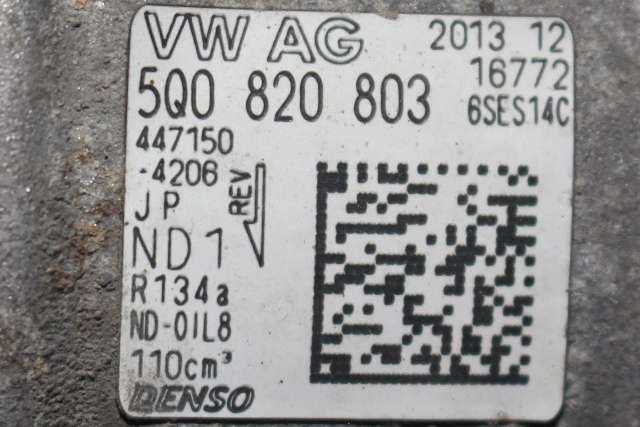 VW AG 2013 12
16772
5Q0 820 803 6SES14C
447150
-4206
JP REV
ND1
R134a
ND-OIL8
110cm³
DENSO